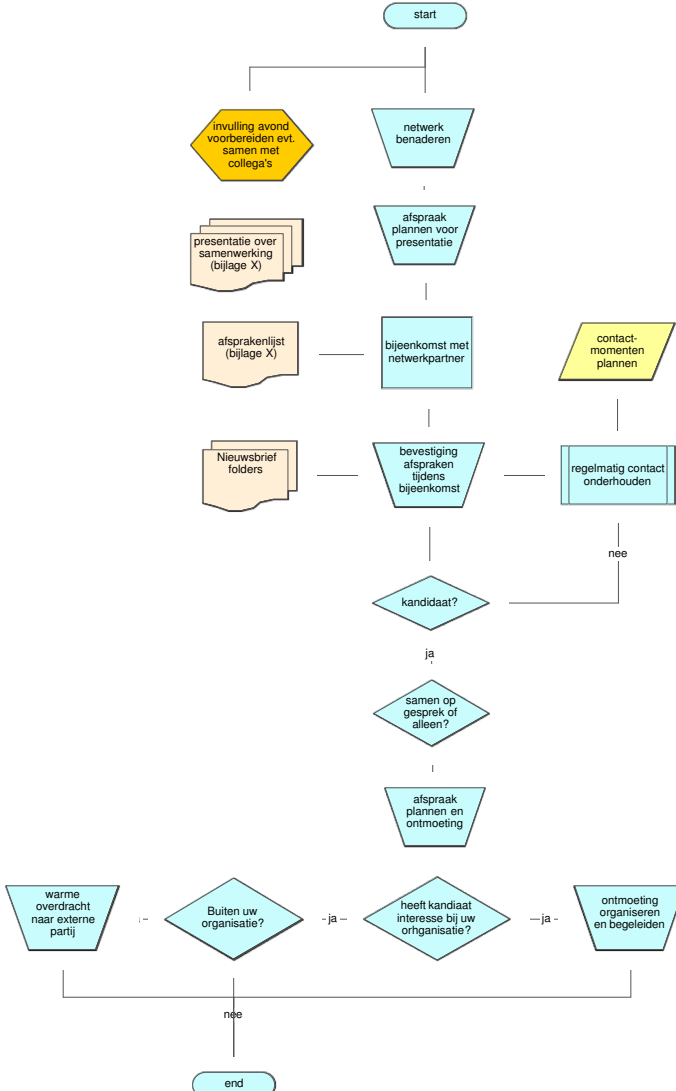 start
invulling avond
voorbereiden evt.
samen met
collega's
netwerk
benaderen
afspraak
plannen voor
presentatie
presentatie over
samenwerking
(bijlage X)
afsprakenlijst
(bijlage X)
bijeenkomst met
netwerkpartner
contact-
momenten
plannen
Nieuwsbrief
folders
bevestiging
afspraken
tijdens
bijeenkomst
regelmatig contact
onderhouden
nee
kandidaat?
ja
samen op
gesprek of
alleen?
afspraak
plannen en
ontmoeting
warme
overdracht
naar externe
partij
Buiten uw
organisatie?
ja
heeft kandiaat
interesse bij uw
orhganisatie?
ja
ontmoeting
organiseren
en begeleiden
nee
end